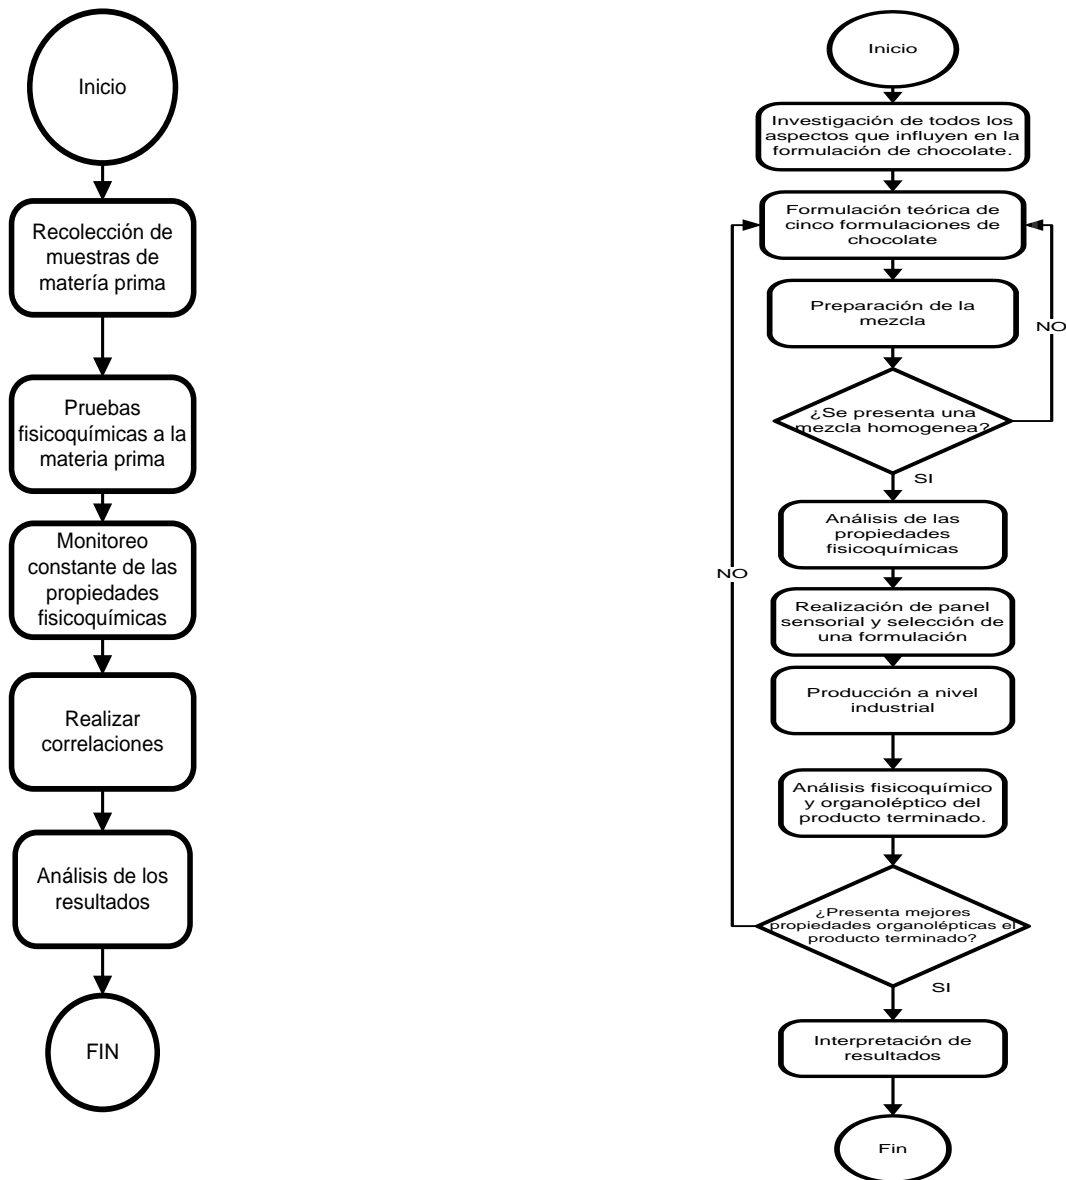 Inicio
Recolección de
muestras de
matería prima
Pruebas
fisicoquímicas a la
materia prima
Monitoreo
constante de las
propiedades
fisicoquímicas
Realizar
correlaciones
Análisis de los
resultados
FIN
Inicio
Investigación de todos los
aspectos que influyen en la
formulación de chocolate.
Formulación teórica de
cinco formulaciones de
chocolate
Preparación de la
mezcla
NO
¿Se presenta una
mezcla homogenea?
SI
Análisis de las
propiedades
fisicoquímicas
NO
Realización de panel
sensorial y selección de
una formulación
Producción a nivel
industrial
Análisis fisicoquímico
y organoléptico del
producto terminado.
¿Presenta mejores
propiedades organolépticas el
producto terminado?
SI
Interpretación de
resultados
Fin